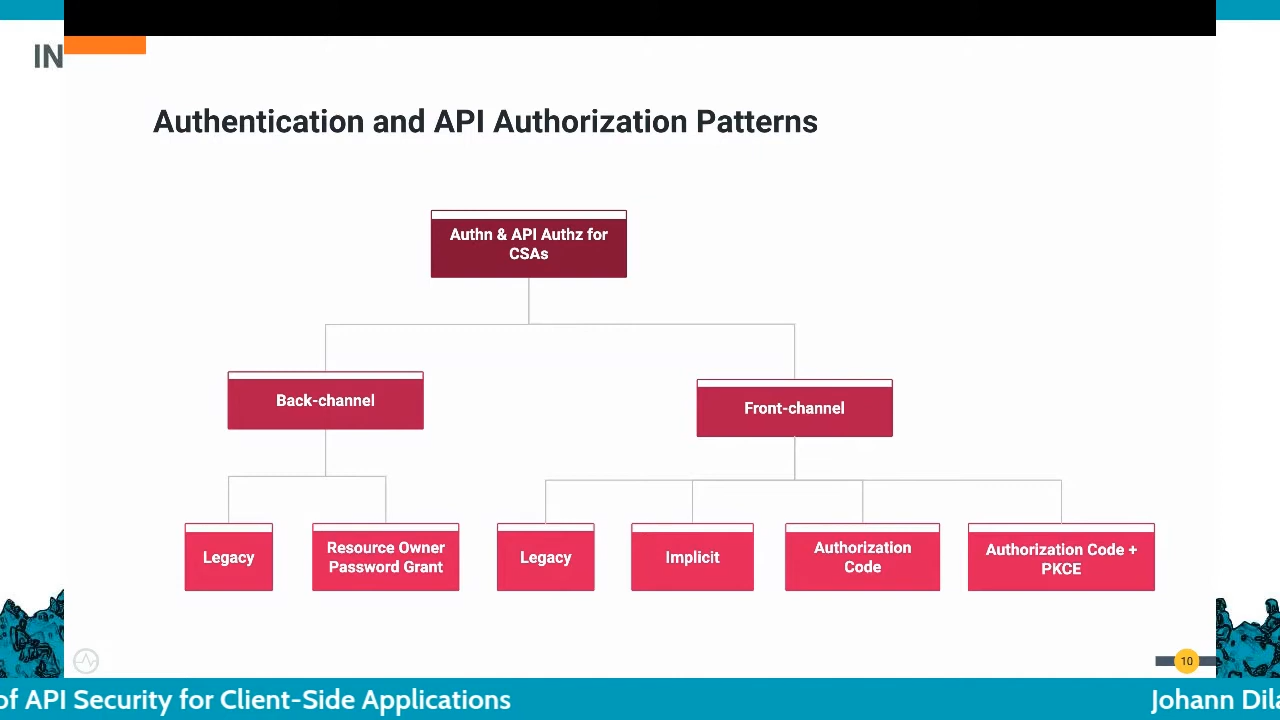 IN
Authentication and API Authorization Patterns
Authn & API Authz for
CSAs
Back-channel
Front-channel
Legacy
Resource Owner
Password Grant
Legacy
Implicit
Authorization
Code
Authorization Code +
PKCE
10
of API Security for Client-Side Applications
Johann Dila